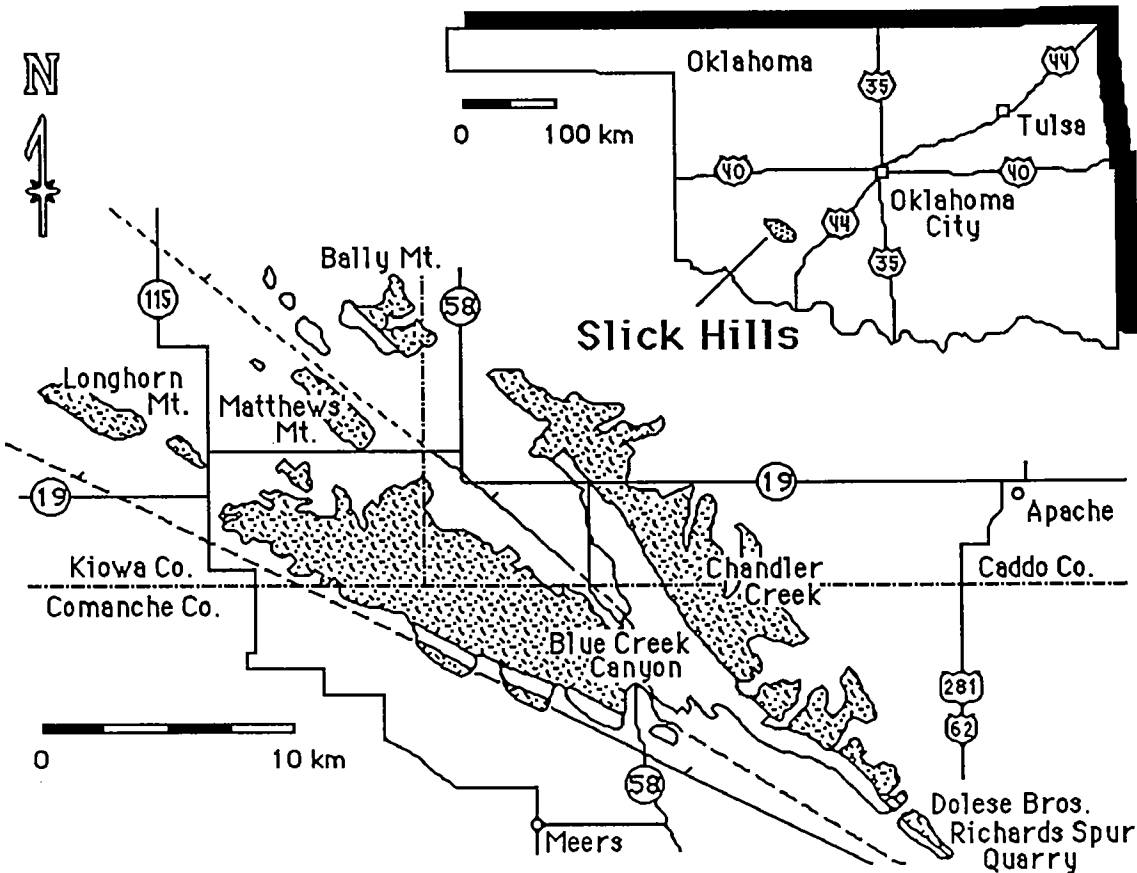 N
Oklahoma
35
44
Tulsa
0
100 km
40
40
Oklahoma
City
44
35
Slick Hills
Bally Mt.
115
58
Longhorn
Mt.
Matthews
Mt.
19
19
Apache
Kiowa Co.
Comanche Co.
Chandler
Creek
Caddo Co.
Blue Creek
Canyon
281
62
0
10 km
58
Meers
Dolese Bros.
Richards Spur
Quarry